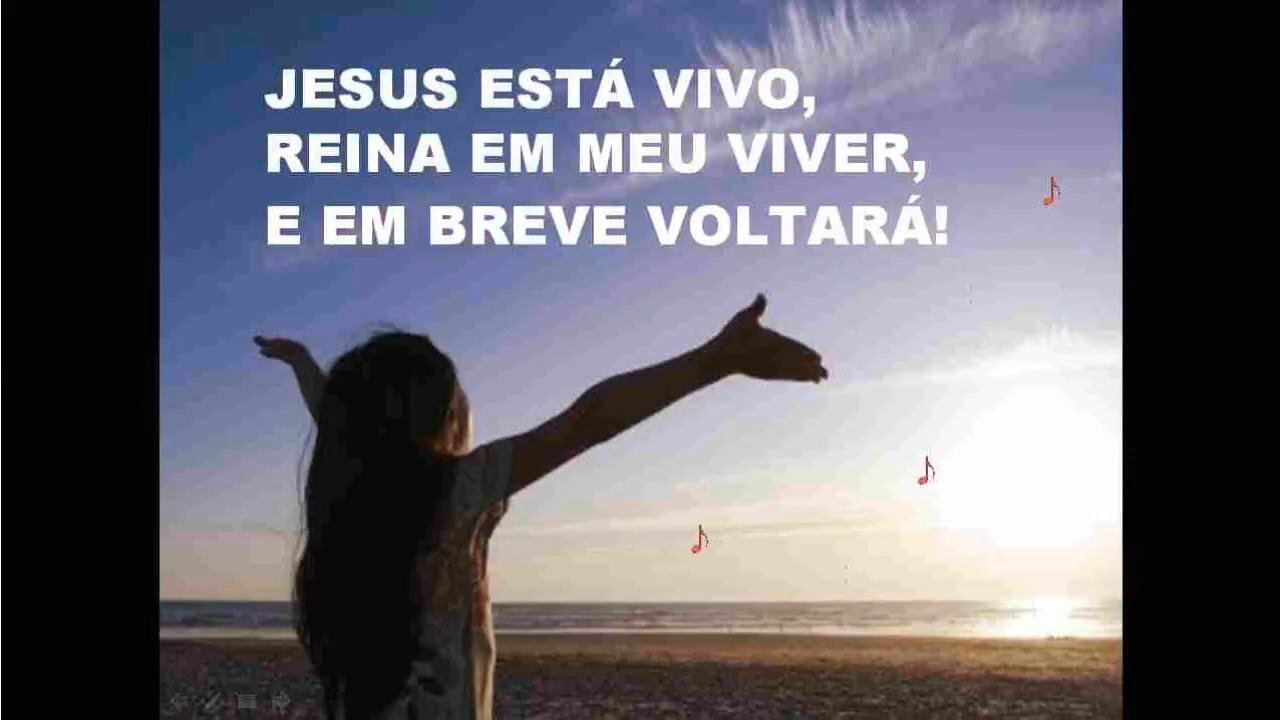 JESUS ESTÁ VIVO,
REINA EM MEU VIVER,
E EM BREVE VOLTARÁ!